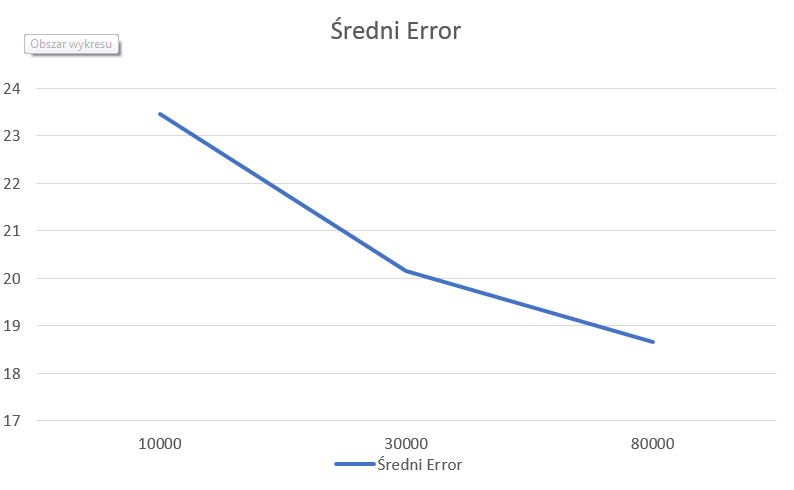 Średni Error
Obszar wykresu
24
23
22
21
20
19
18
17
10000 30000 80000
Średni Error